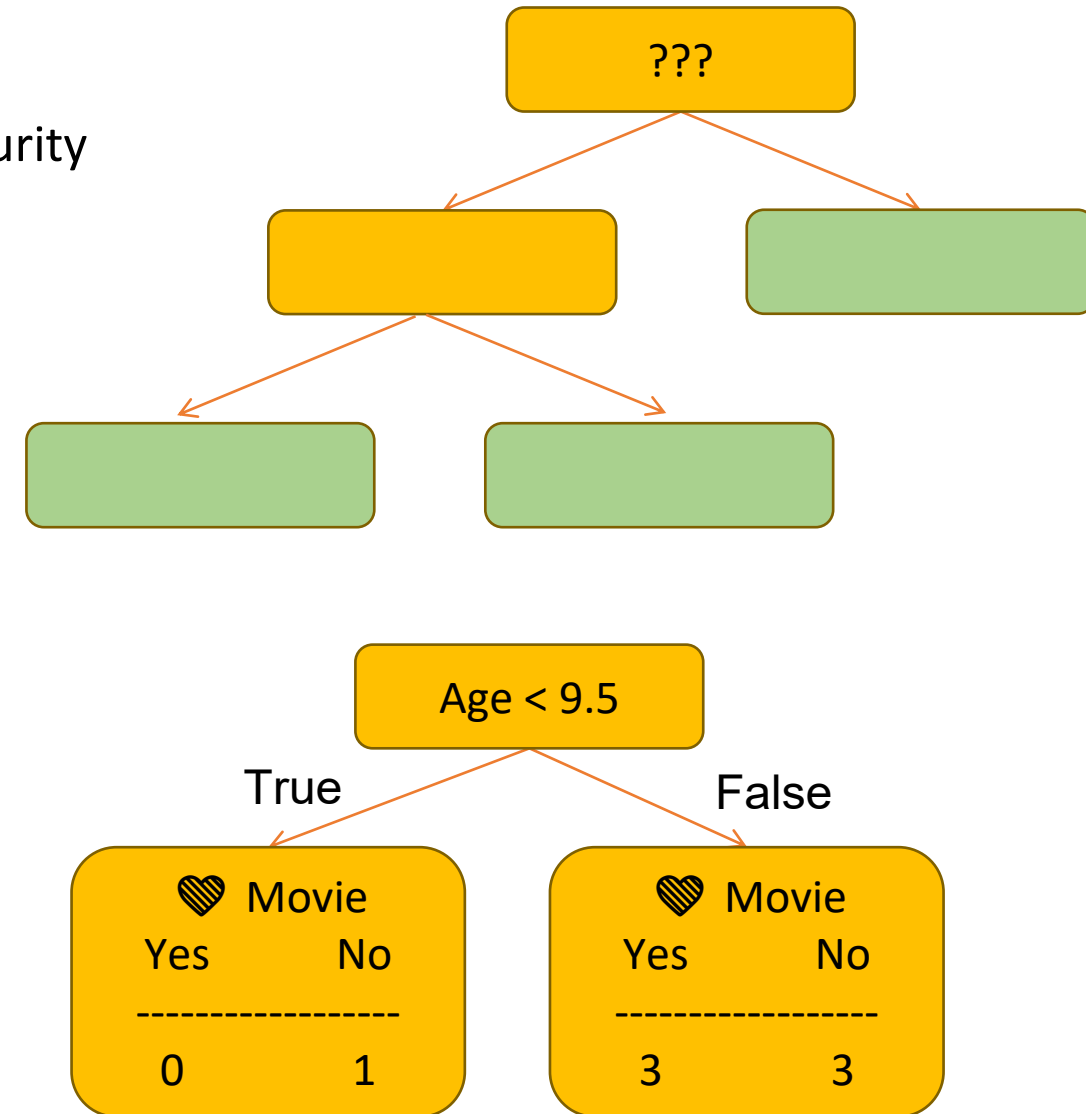 ???
urity
Age < 9.5
True
False
Movie
Yes No
------------------
0 1
Movie
Yes No
------------------
3 3